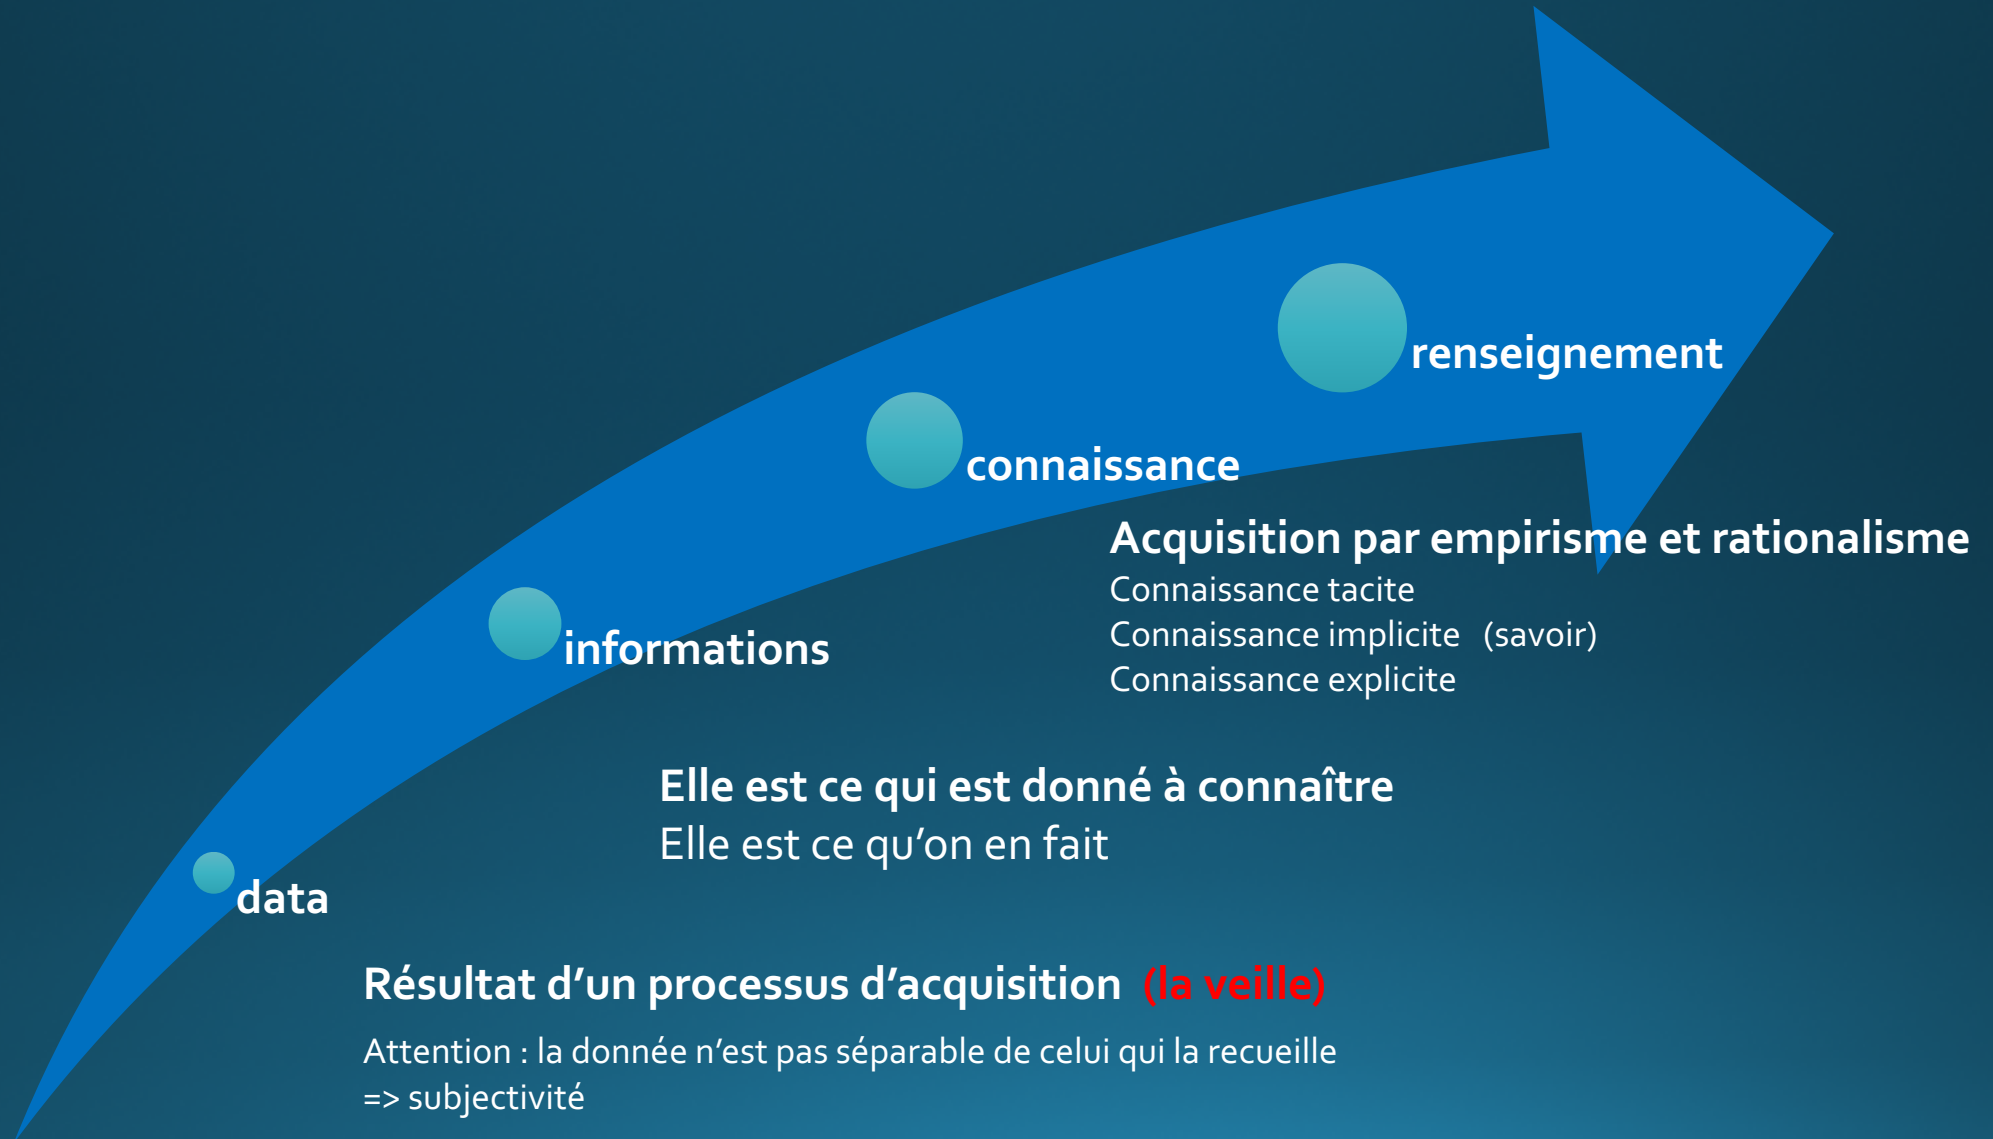 renseignement
connaissance
Acquisition par empirisme et rationalisme
Connaissance tacite
Connaissance implicite (savoir)
Connaissance explicite
informations
Elle est ce qui est donné à connaître
Elle est ce qu’on en fait
data
Résultat d’un processus d’acquisition (la veille)
Attention : la donnée n’est pas séparable de celui qui la recueille
=> subjectivité